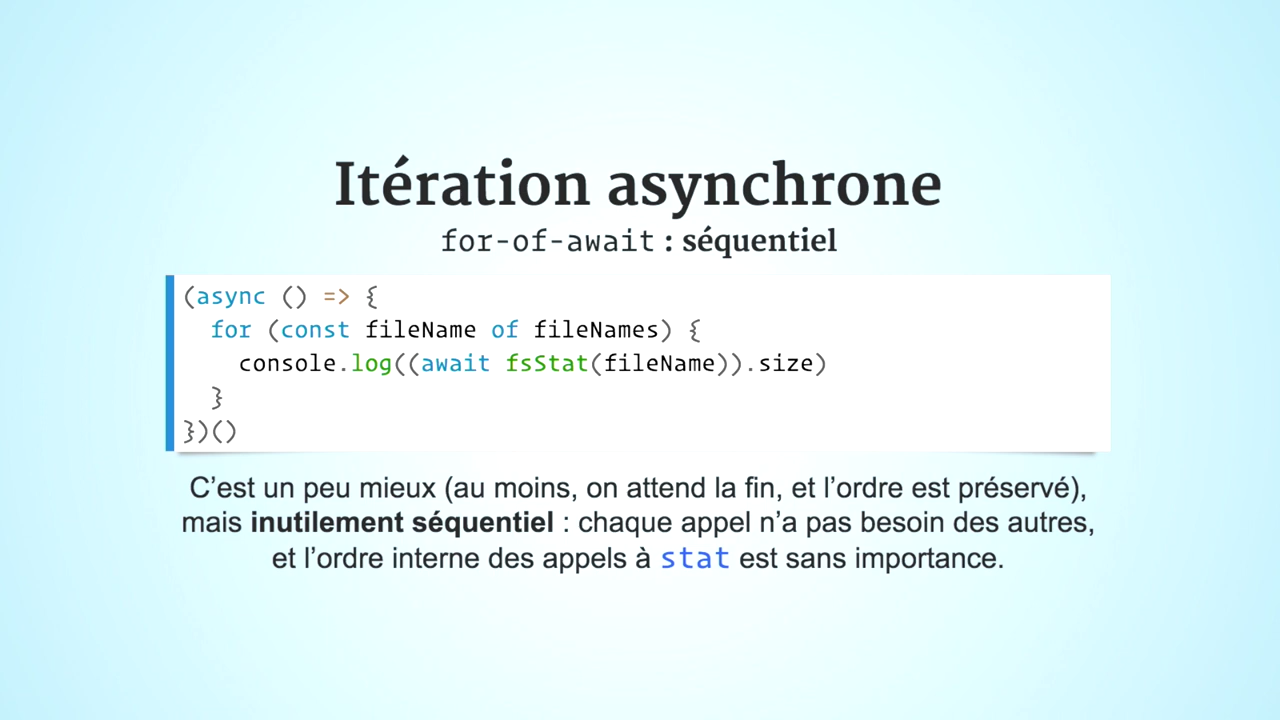 Itération asynchrone
for-of-await : séquentiel
(async () => {
  for (const fileName of fileNames) {
    console.log((await fsStat(fileName)).size)
  }
})()
C’est un peu mieux (au moins, on attend la fin, et l’ordre est préservé),
mais inutilement séquentiel : chaque appel n’a pas besoin des autres,
et l’ordre interne des appels à stat est sans importance.